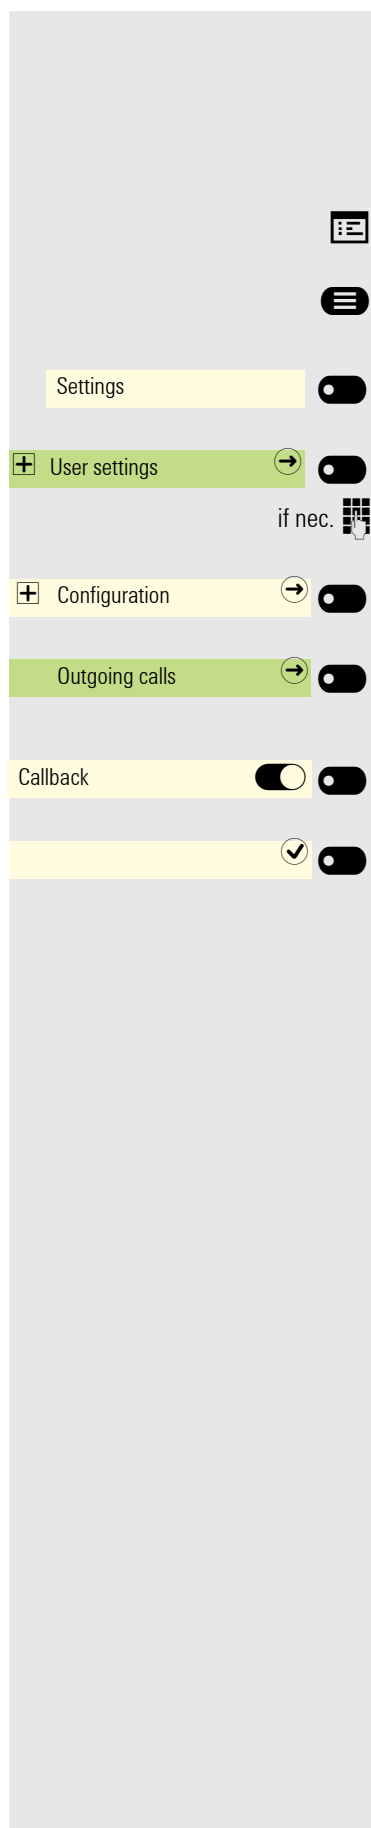 Settings
User settings
if nec.
Configuration
Outgoing calls
Callback